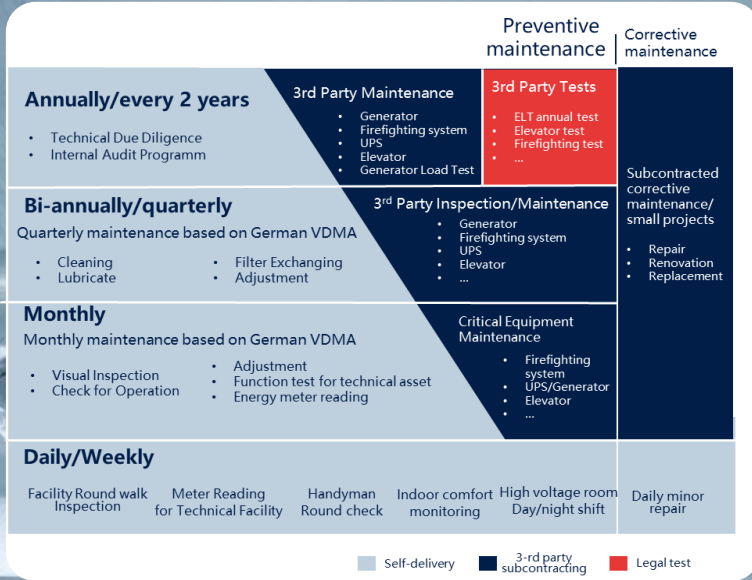 Preventive
maintenance
Corrective
maintenance
Annually/every 2 years
• Technical Due Diligence
• Internal Audit Programm
3rd Party Maintenance
• Generator
• Firefighting system
• UPS
• Elevator
• Generator Load Test
3rd Party Tests
• ELT annual test
• Elevator test
• Firefighting test
• ...
Subcontracted
corrective
maintenance/
small projects
• Repair
• Renovation
• Replacement
Bi-annually/quarterly
Quarterly maintenance based on German VDMA
• Cleaning
• Lubricate
• Filter Exchanging
• Adjustment
3rd Party Inspection/Maintenance
• Generator
• Firefighting system
• UPS
• Elevator
• ...
Monthly
Monthly maintenance based on German VDMA
• Visual Inspection
• Check for Operation
• Adjustment
• Function test for technical asset
• Energy meter reading
Critical Equipment
Maintenance
• Firefighting
system
• UPS/Generator
• Elevator
• ...
Daily/Weekly
Facility Round walk
Inspection
Meter Reading
for Technical Facility
Handyman
Round check
Indoor comfort
monitoring
High voltage room
Day/night shift
Daily minor
repair
Self-delivery
3-rd party
subcontracting
Legal test